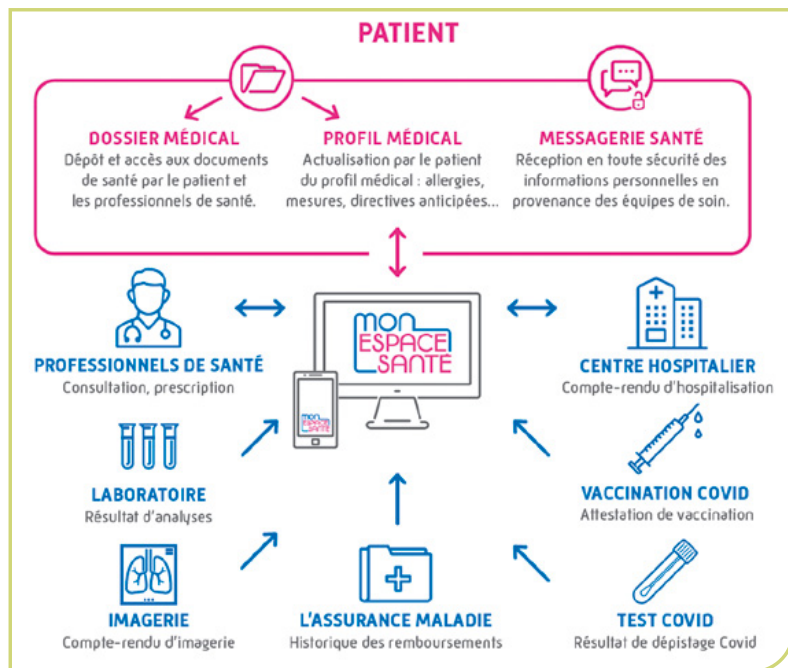 PATIENT
DOSSIER MÉDICAL
Dépôt et accès aux documents
de santé par le patient et
les professionnels de santé.
PROFIL MÉDICAL
Actualisation par le patient
du profil médical : allergies,
mesures, directives anticipées...
MESSAGERIE SANTÉ
Réception en toute sécurité des
informations personnelles en
provenance des équipes de soin.
MON
ESPACE
SANTÉ
MON
ESPACE
SANTÉ
PROFESSIONNELS DE SANTÉ
Consultation, prescription
CENTRE HOSPITALIER
Compte-rendu d'hospitalisation
LABORATOIRE
Résultat d'analyses
VACCINATION COVID
Attestation de vaccination
IMAGERIE
Compte-rendu d'imagerie
L'ASSURANCE MALADIE
Historique des remboursements
TEST COVID
Résultat de dépistage Covid